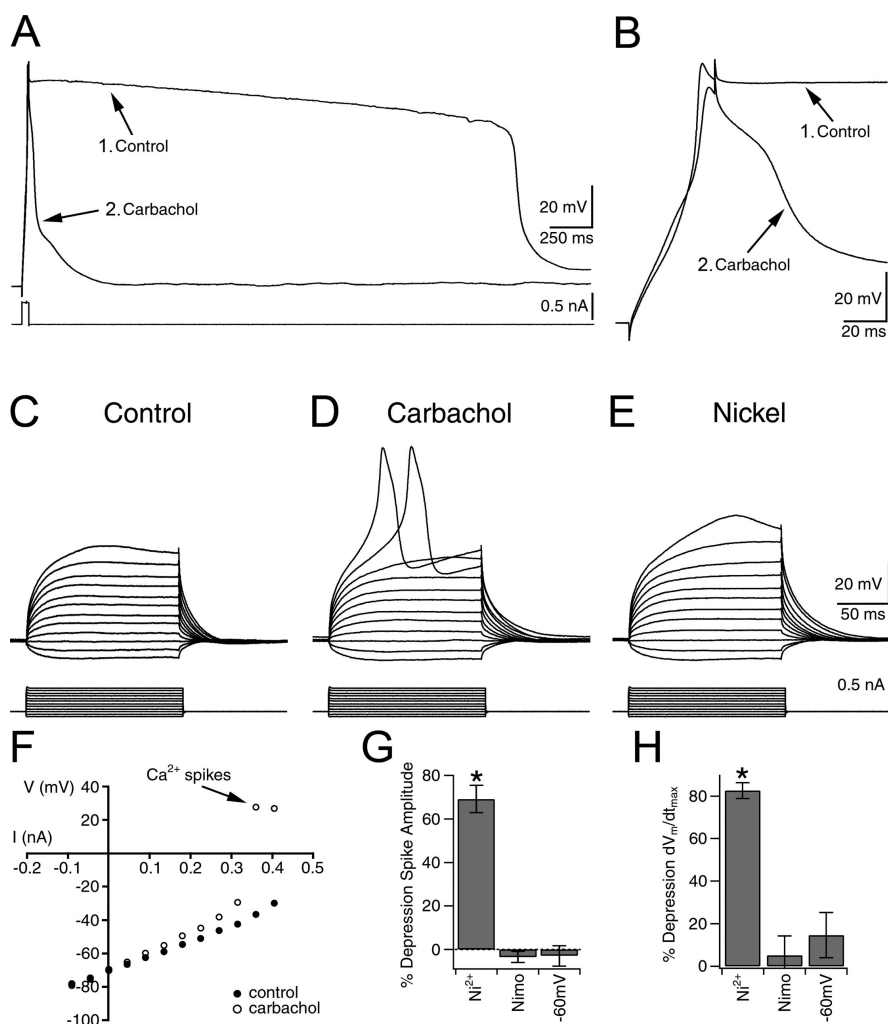 A
B
1. Control
2. Carbachol
20 mV
250 ms
0.5 nA
1. Control
2. Carbachol
20 mV
20 ms
C
Control
D
Carbachol
E
Nickel
20 mV
50 ms
0.5 nA
F
V (mV)
I (nA)
Ca2+ spikes
40
20
-0.2
-0.1
0.1
0.2
0.3
0.4
0.5
-20
-40
-60
-80
-100
control
carbachol
G
% Depression Spike Amplitude
80
60
40
20
0
*
Ni2+
Nimo
-60mV
H
% Depression dVm/dtmax
80
60
40
20
0
*
Ni2+
Nimo
-60mV